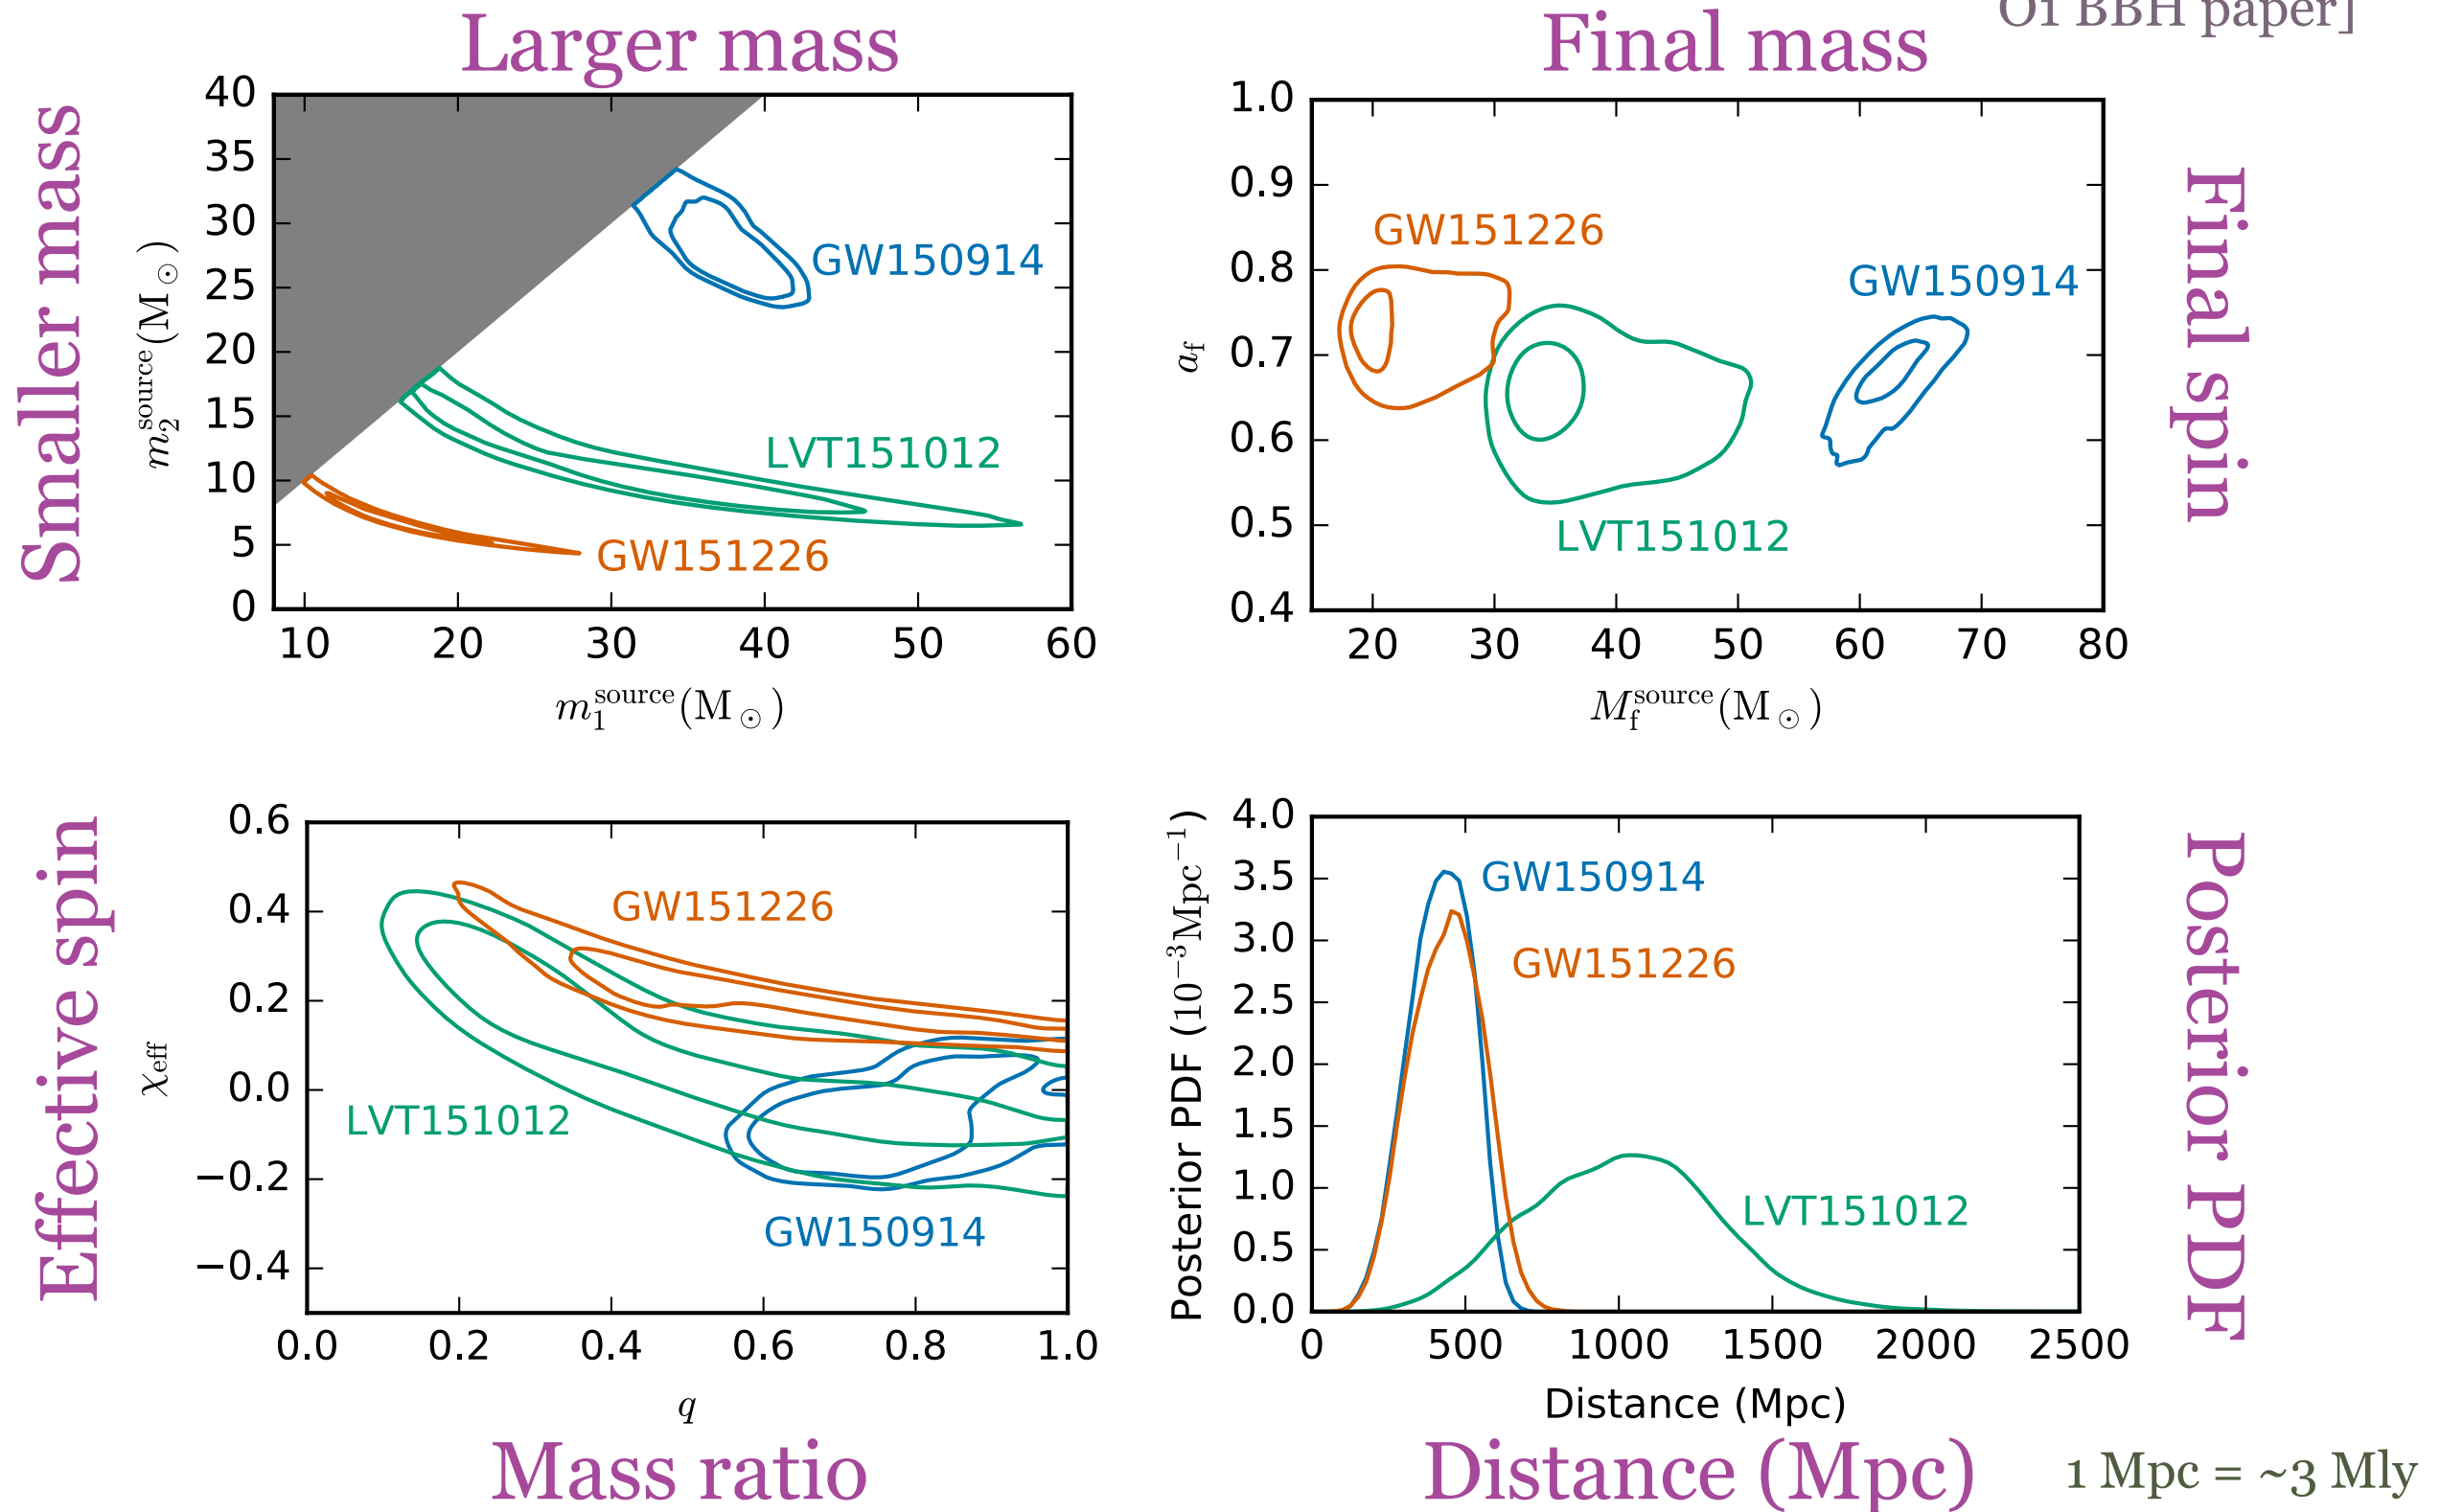 Larger mass
Final mass
O1 BBH paper]
Smaller mass
m₂^source (M⊙)
40
35
30
25
20
15
10
5
0
GW150914
LVT151012
GW151226
10 20 30 40 50 60
m₁^source (M⊙)
a_f
1.0
0.9
0.8
0.7
0.6
0.5
0.4
GW151226
GW150914
LVT151012
20 30 40 50 60 70 80
M_f^source (M⊙)
Final spin
Effective spin
χ_eff
0.6
0.4
0.2
0.0
−0.2
−0.4
GW151226
LVT151012
GW150914
0.0 0.2 0.4 0.6 0.8 1.0
q
Mass ratio
Posterior PDF (10⁻³Mpc⁻¹)
4.0
3.5
3.0
2.5
2.0
1.5
1.0
0.5
0.0
GW150914
GW151226
LVT151012
0 500 1000 1500 2000 2500
Distance (Mpc)
Posterior PDF
Distance (Mpc)
1 Mpc = ~3 Mly